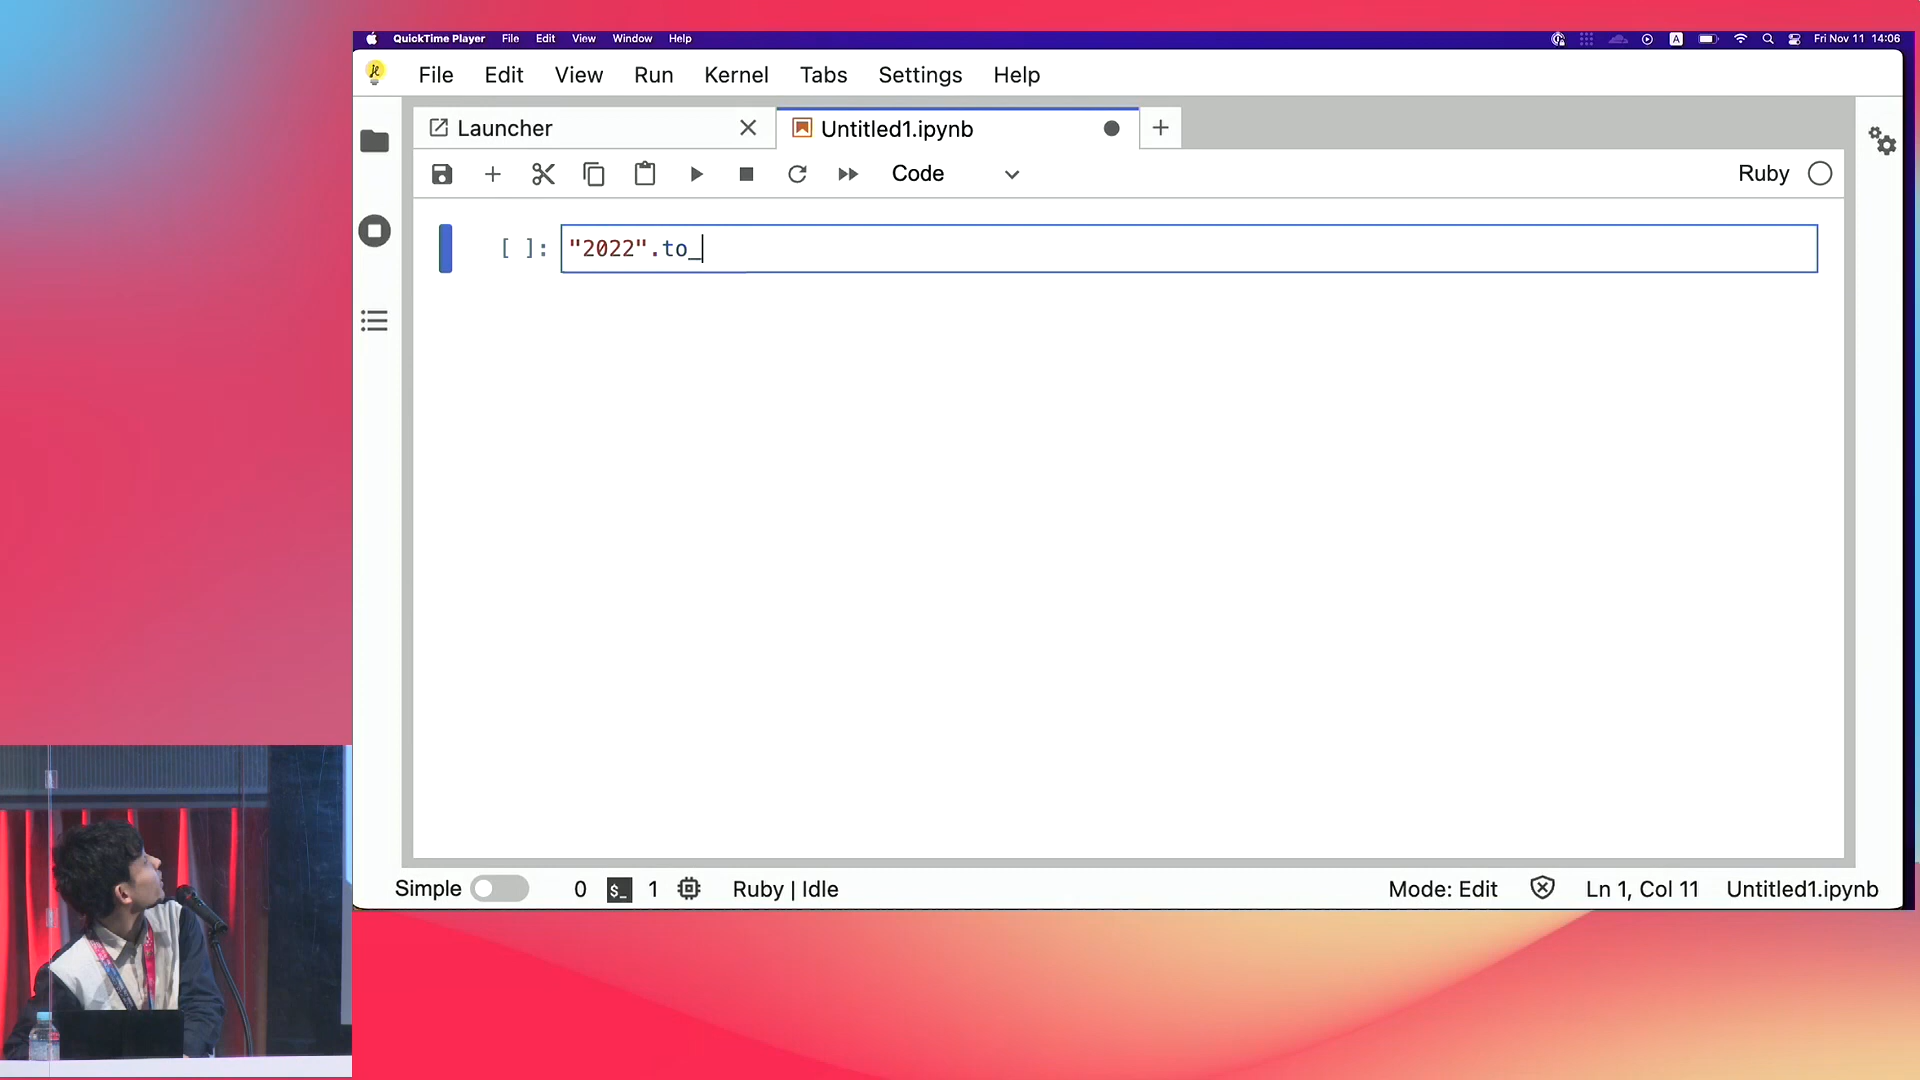 QuickTime Player File Edit View Window Help A Fri Nov 11 14:06
File Edit View Run Kernel Tabs Settings Help
Launcher Untitled1.ipynb
Code Ruby
[ ]: "2022".to_
Simple 0 $_ 1 Ruby | Idle Mode: Edit Ln 1, Col 11 Untitled1.ipynb